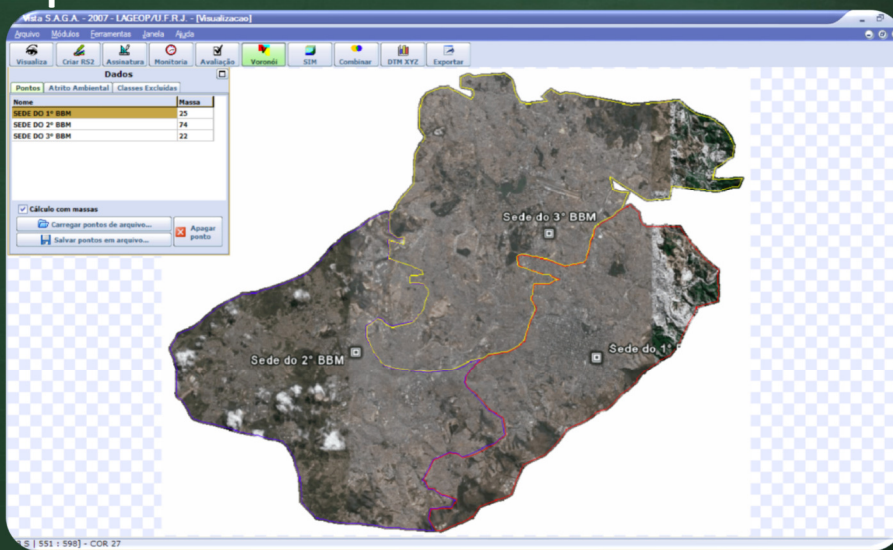 Vista S.A.G.A. - 2007 - LAGEOP/U.F.R.J. - [Visualizacao]
Arquivo Módulos Ferramentas Janela Ajuda
Visualiza Criar RS2 Assinatura Monitoria Avaliação Voronói SIM Combinar DTM XYZ Exportar
Dados
Pontos Atrito Ambiental Classes Excluídas
Nome Massa
SEDE DO 1º BBM 25
SEDE DO 2º BBM 74
SEDE DO 3º BBM 22
Cálculo com massas
Carregar pontos de arquivo...
Salvar pontos em arquivo...
Apagar
ponto
Sede do 3° BBM
Sede do 2° BBM
Sede do 1°
S | 551 : 598] - COR 27